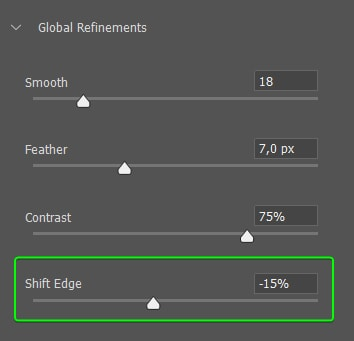 Global Refinements
Smooth 18
Feather 7,0 px
Contrast 75%
Shift Edge -15%